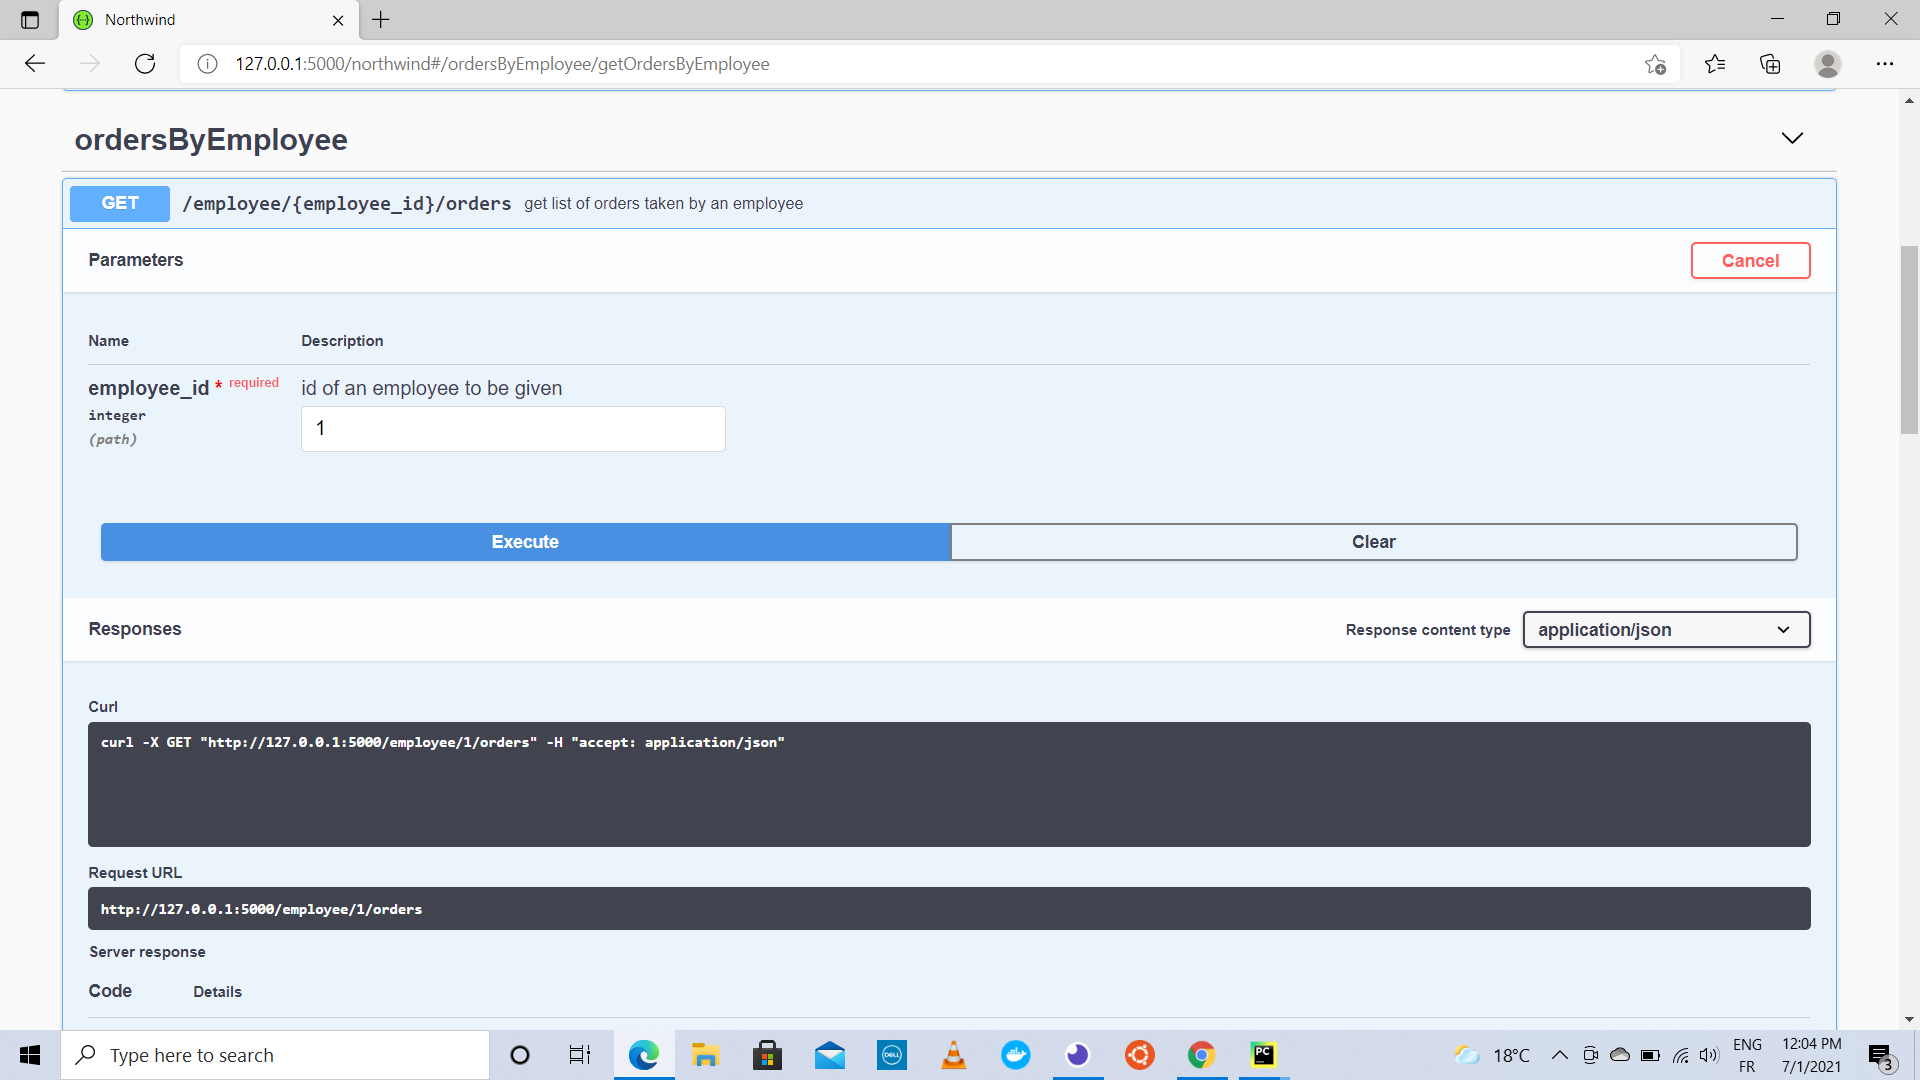 Northwind
127.0.0.1:5000/northwind#/ordersByEmployee/getOrdersByEmployee
ordersByEmployee
GET /employee/{employee_id}/orders get list of orders taken by an employee
Parameters Cancel
Name Description
employee_id * required id of an employee to be given
integer
(path)
1
Execute Clear
Responses Response content type application/json
Curl
curl -X GET "http://127.0.0.1:5000/employee/1/orders" -H "accept: application/json"
Request URL
http://127.0.0.1:5000/employee/1/orders
Server response
Code Details
Type here to search
DELL
PC
18°C
ENG
FR
12:04 PM
7/1/2021
3